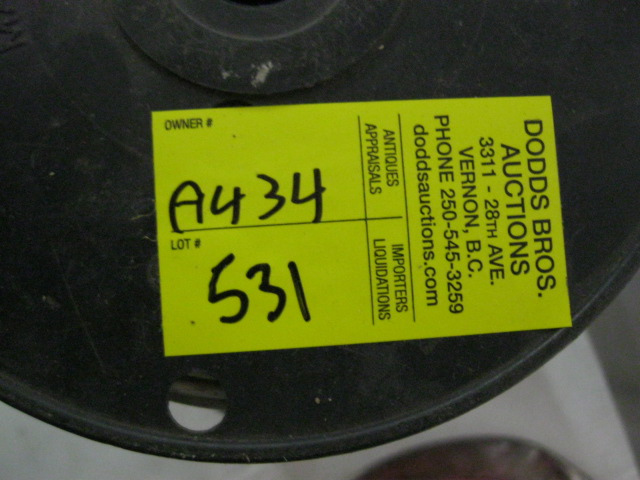 OWNER #
A434
LOT #
531
ANTIQUES
APPRAISALS
IMPORTERS
LIQUIDATIONS
DODDS BROS.
AUCTIONS
3311 - 28TH AVE.
VERNON, B.C.
PHONE 250-545-3259
doddsauctions.com